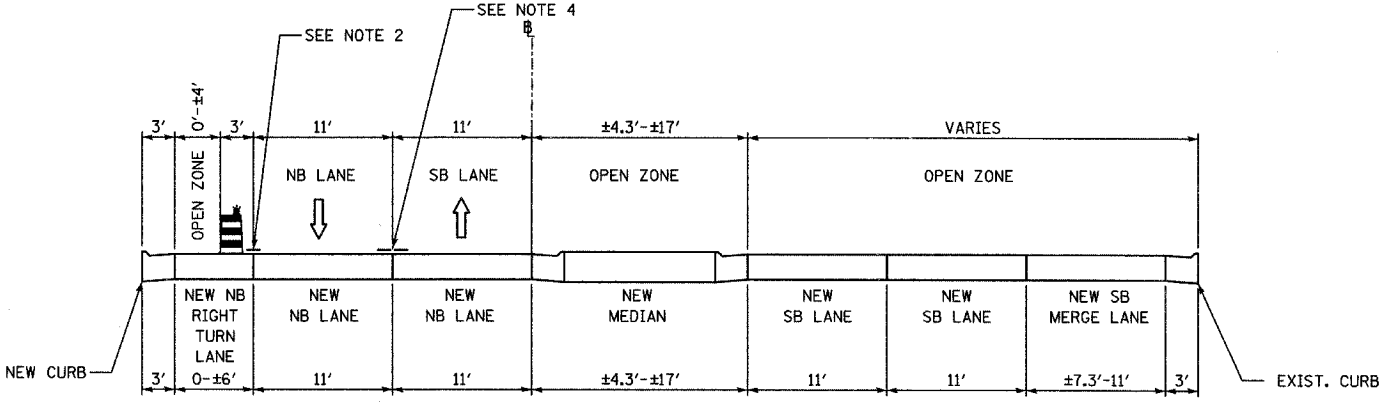 SEE NOTE 4
SEE NOTE 2
3'
0'-±4'
3'
11'
11'
±4.3'-±17'
VARIES
OPEN ZONE
NB LANE
SB LANE
OPEN ZONE
OPEN ZONE
NEW NB
RIGHT
TURN
LANE
NEW
NB LANE
NEW
NB LANE
NEW
MEDIAN
NEW
SB LANE
NEW
SB LANE
NEW SB
MERGE LANE
NEW CURB
3'
0-±6'
11'
11'
±4.3'-±17'
11'
11'
±7.3'-11'
3'
EXIST. CURB